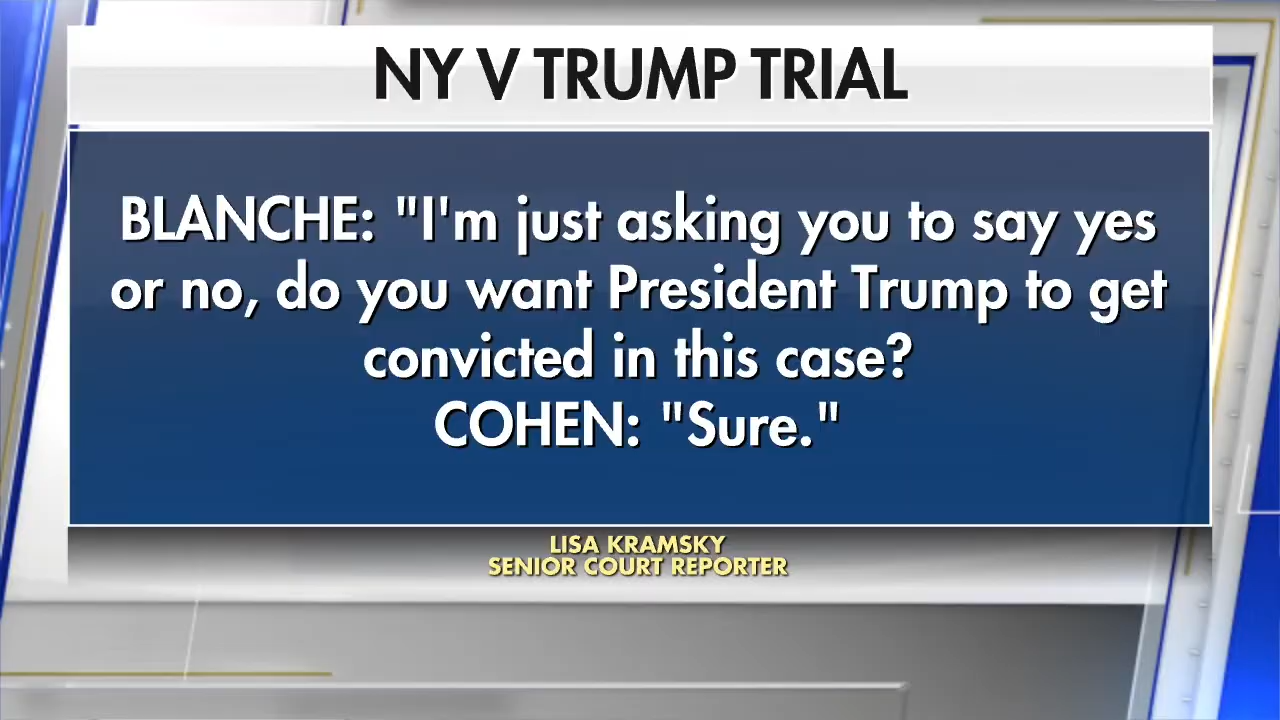 NY V TRUMP TRIAL
BLANCHE: "I'm just asking you to say yes
or no, do you want President Trump to get
convicted in this case?
COHEN: "Sure."
LISA KRAMSKY
SENIOR COURT REPORTER